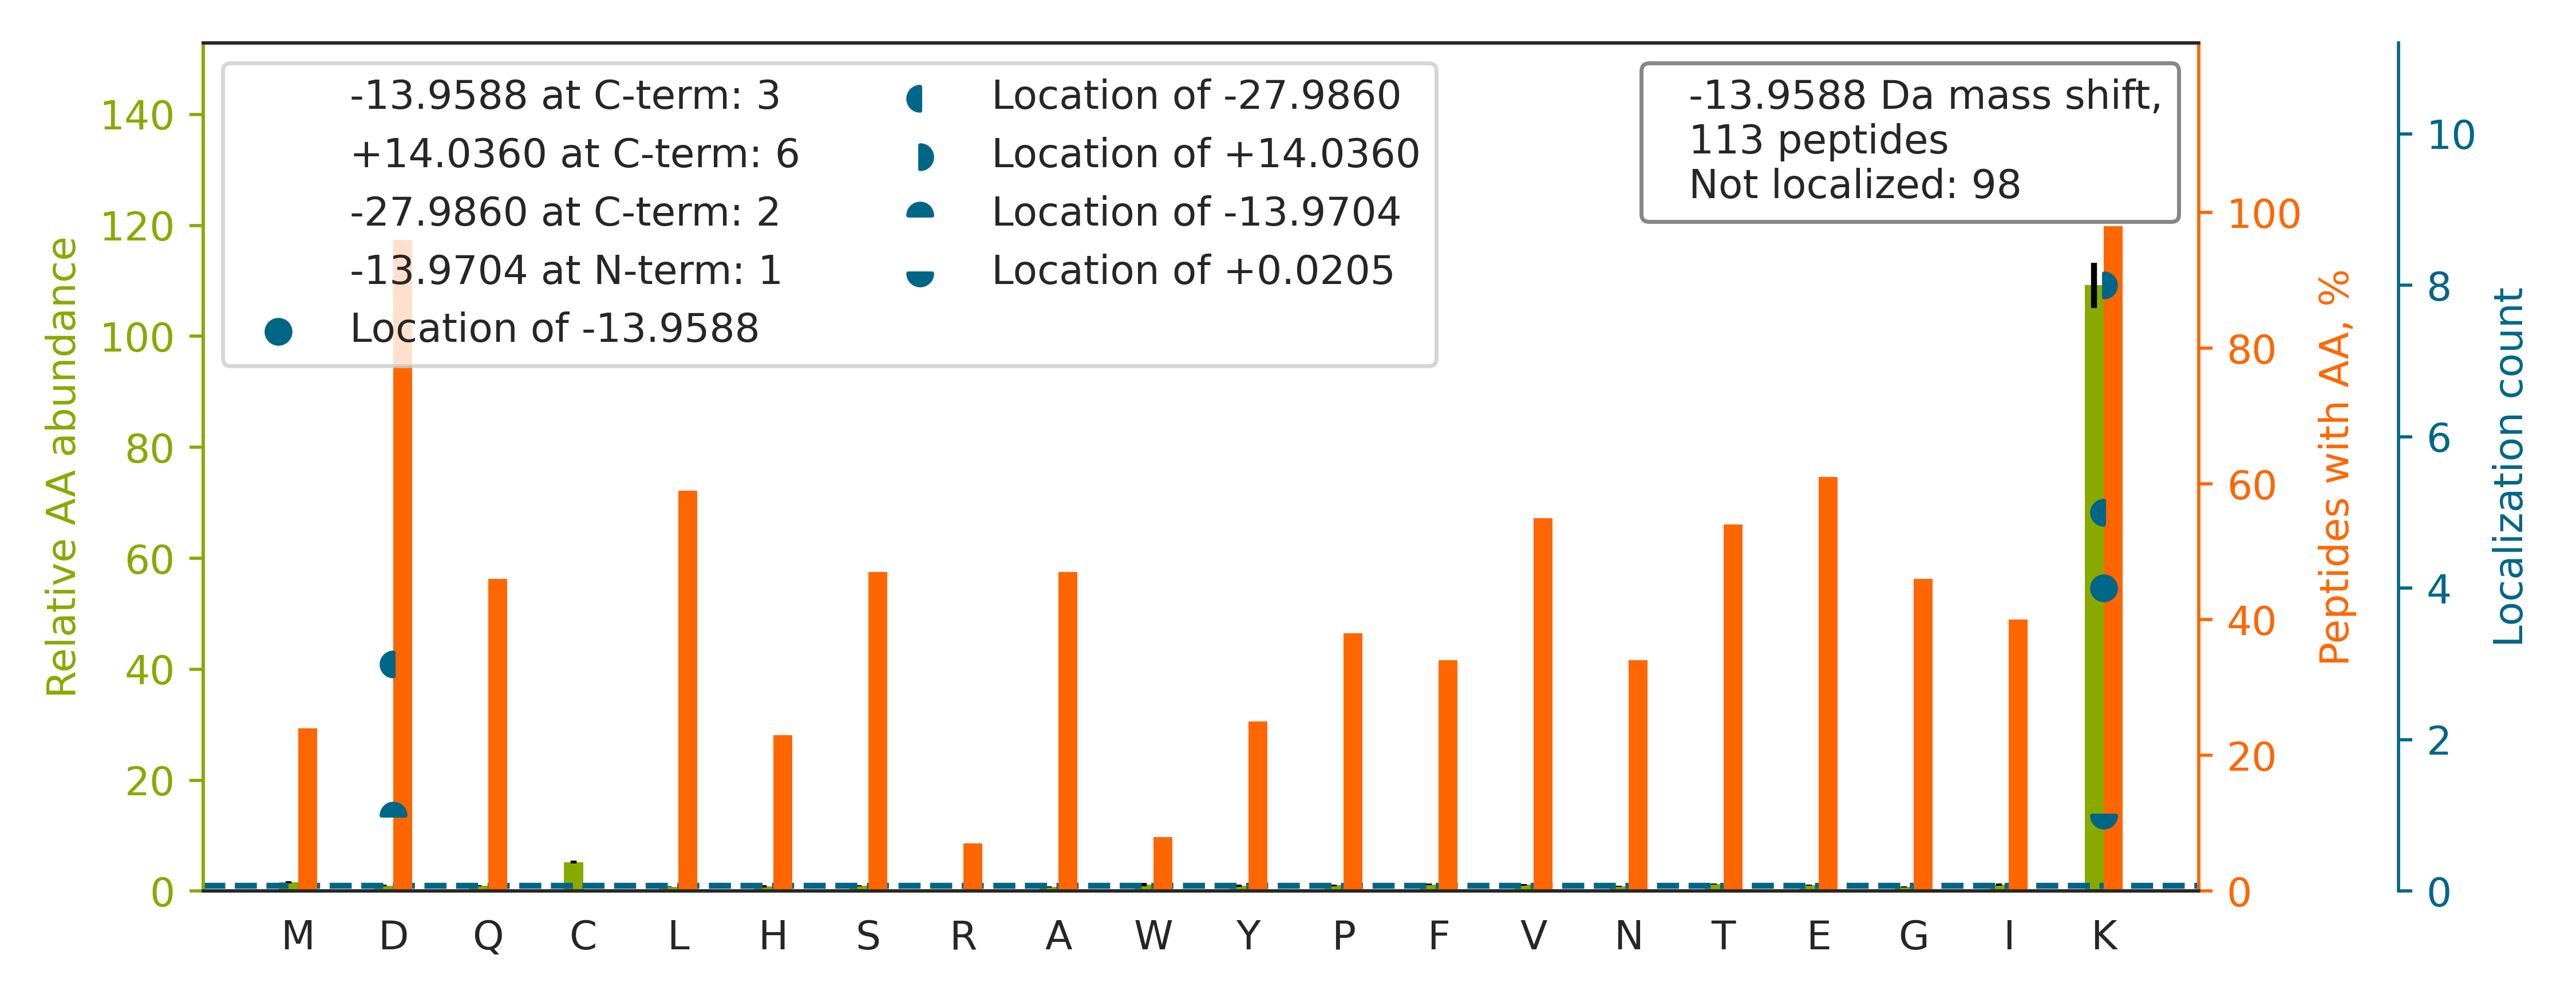 -13.9588 at C-term: 3
+14.0360 at C-term: 6
-27.9860 at C-term: 2
-13.9704 at N-term: 1
Location of -13.9588
Location of -27.9860
Location of +14.0360
Location of -13.9704
Location of +0.0205
-13.9588 Da mass shift,
113 peptides
Not localized: 98
Relative AA abundance
140
120
100
80
60
40
20
0
M D Q C L H S R A W Y P F V N T E G I K
100
80
60
40
20
0
Peptides with AA, %
10
8
6
4
2
0
Localization count